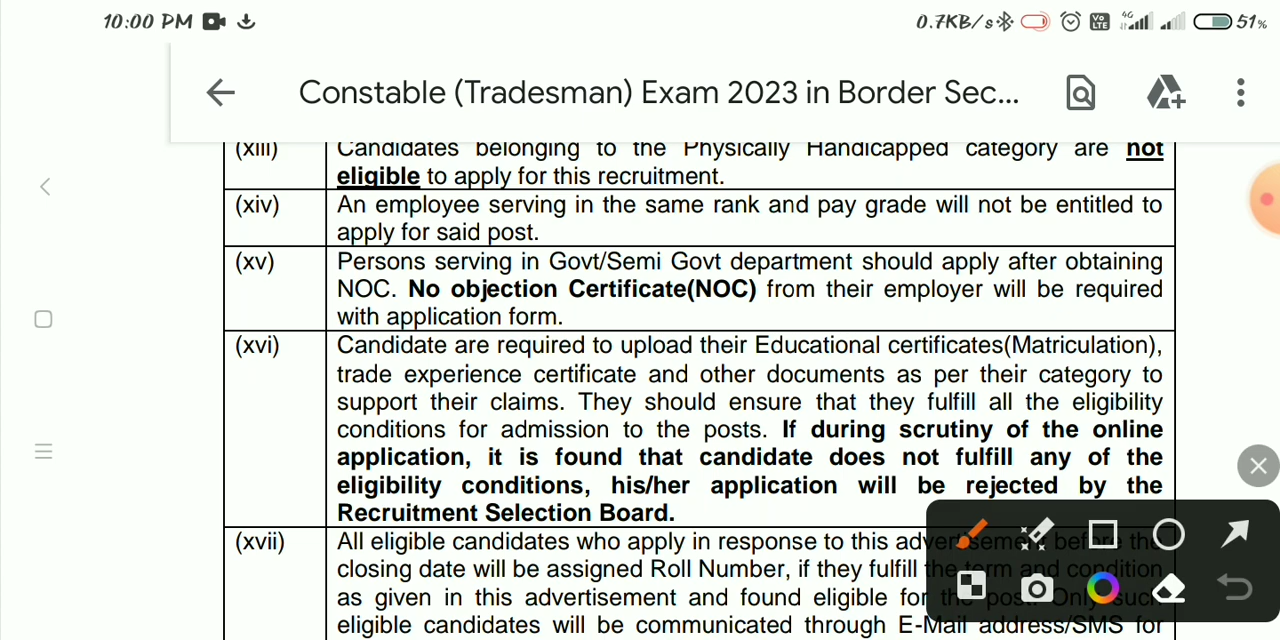 10:00 PM
0.7KB/s 4G Vo LTE 51%
Constable (Tradesman) Exam 2023 in Border Sec...
(xiii) Candidates belonging to the Physically Handicapped category are not
eligible to apply for this recruitment.
(xiv) An employee serving in the same rank and pay grade will not be entitled to
apply for said post.
(xv) Persons serving in Govt/Semi Govt department should apply after obtaining
NOC. No objection Certificate(NOC) from their employer will be required
with application form.
(xvi) Candidate are required to upload their Educational certificates(Matriculation),
trade experience certificate and other documents as per their category to
support their claims. They should ensure that they fulfill all the eligibility
conditions for admission to the posts. If during scrutiny of the online
application, it is found that candidate does not fulfill any of the
eligibility conditions, his/her application will be rejected by the
Recruitment Selection Board.
(xvii) All eligible candidates who apply in response to this advertisement before the
closing date will be assigned Roll Number, if they fulfill the term and condition
as given in this advertisement and found eligible for the post. Only such
eligible candidates will be communicated through E-Mail address/SMS for